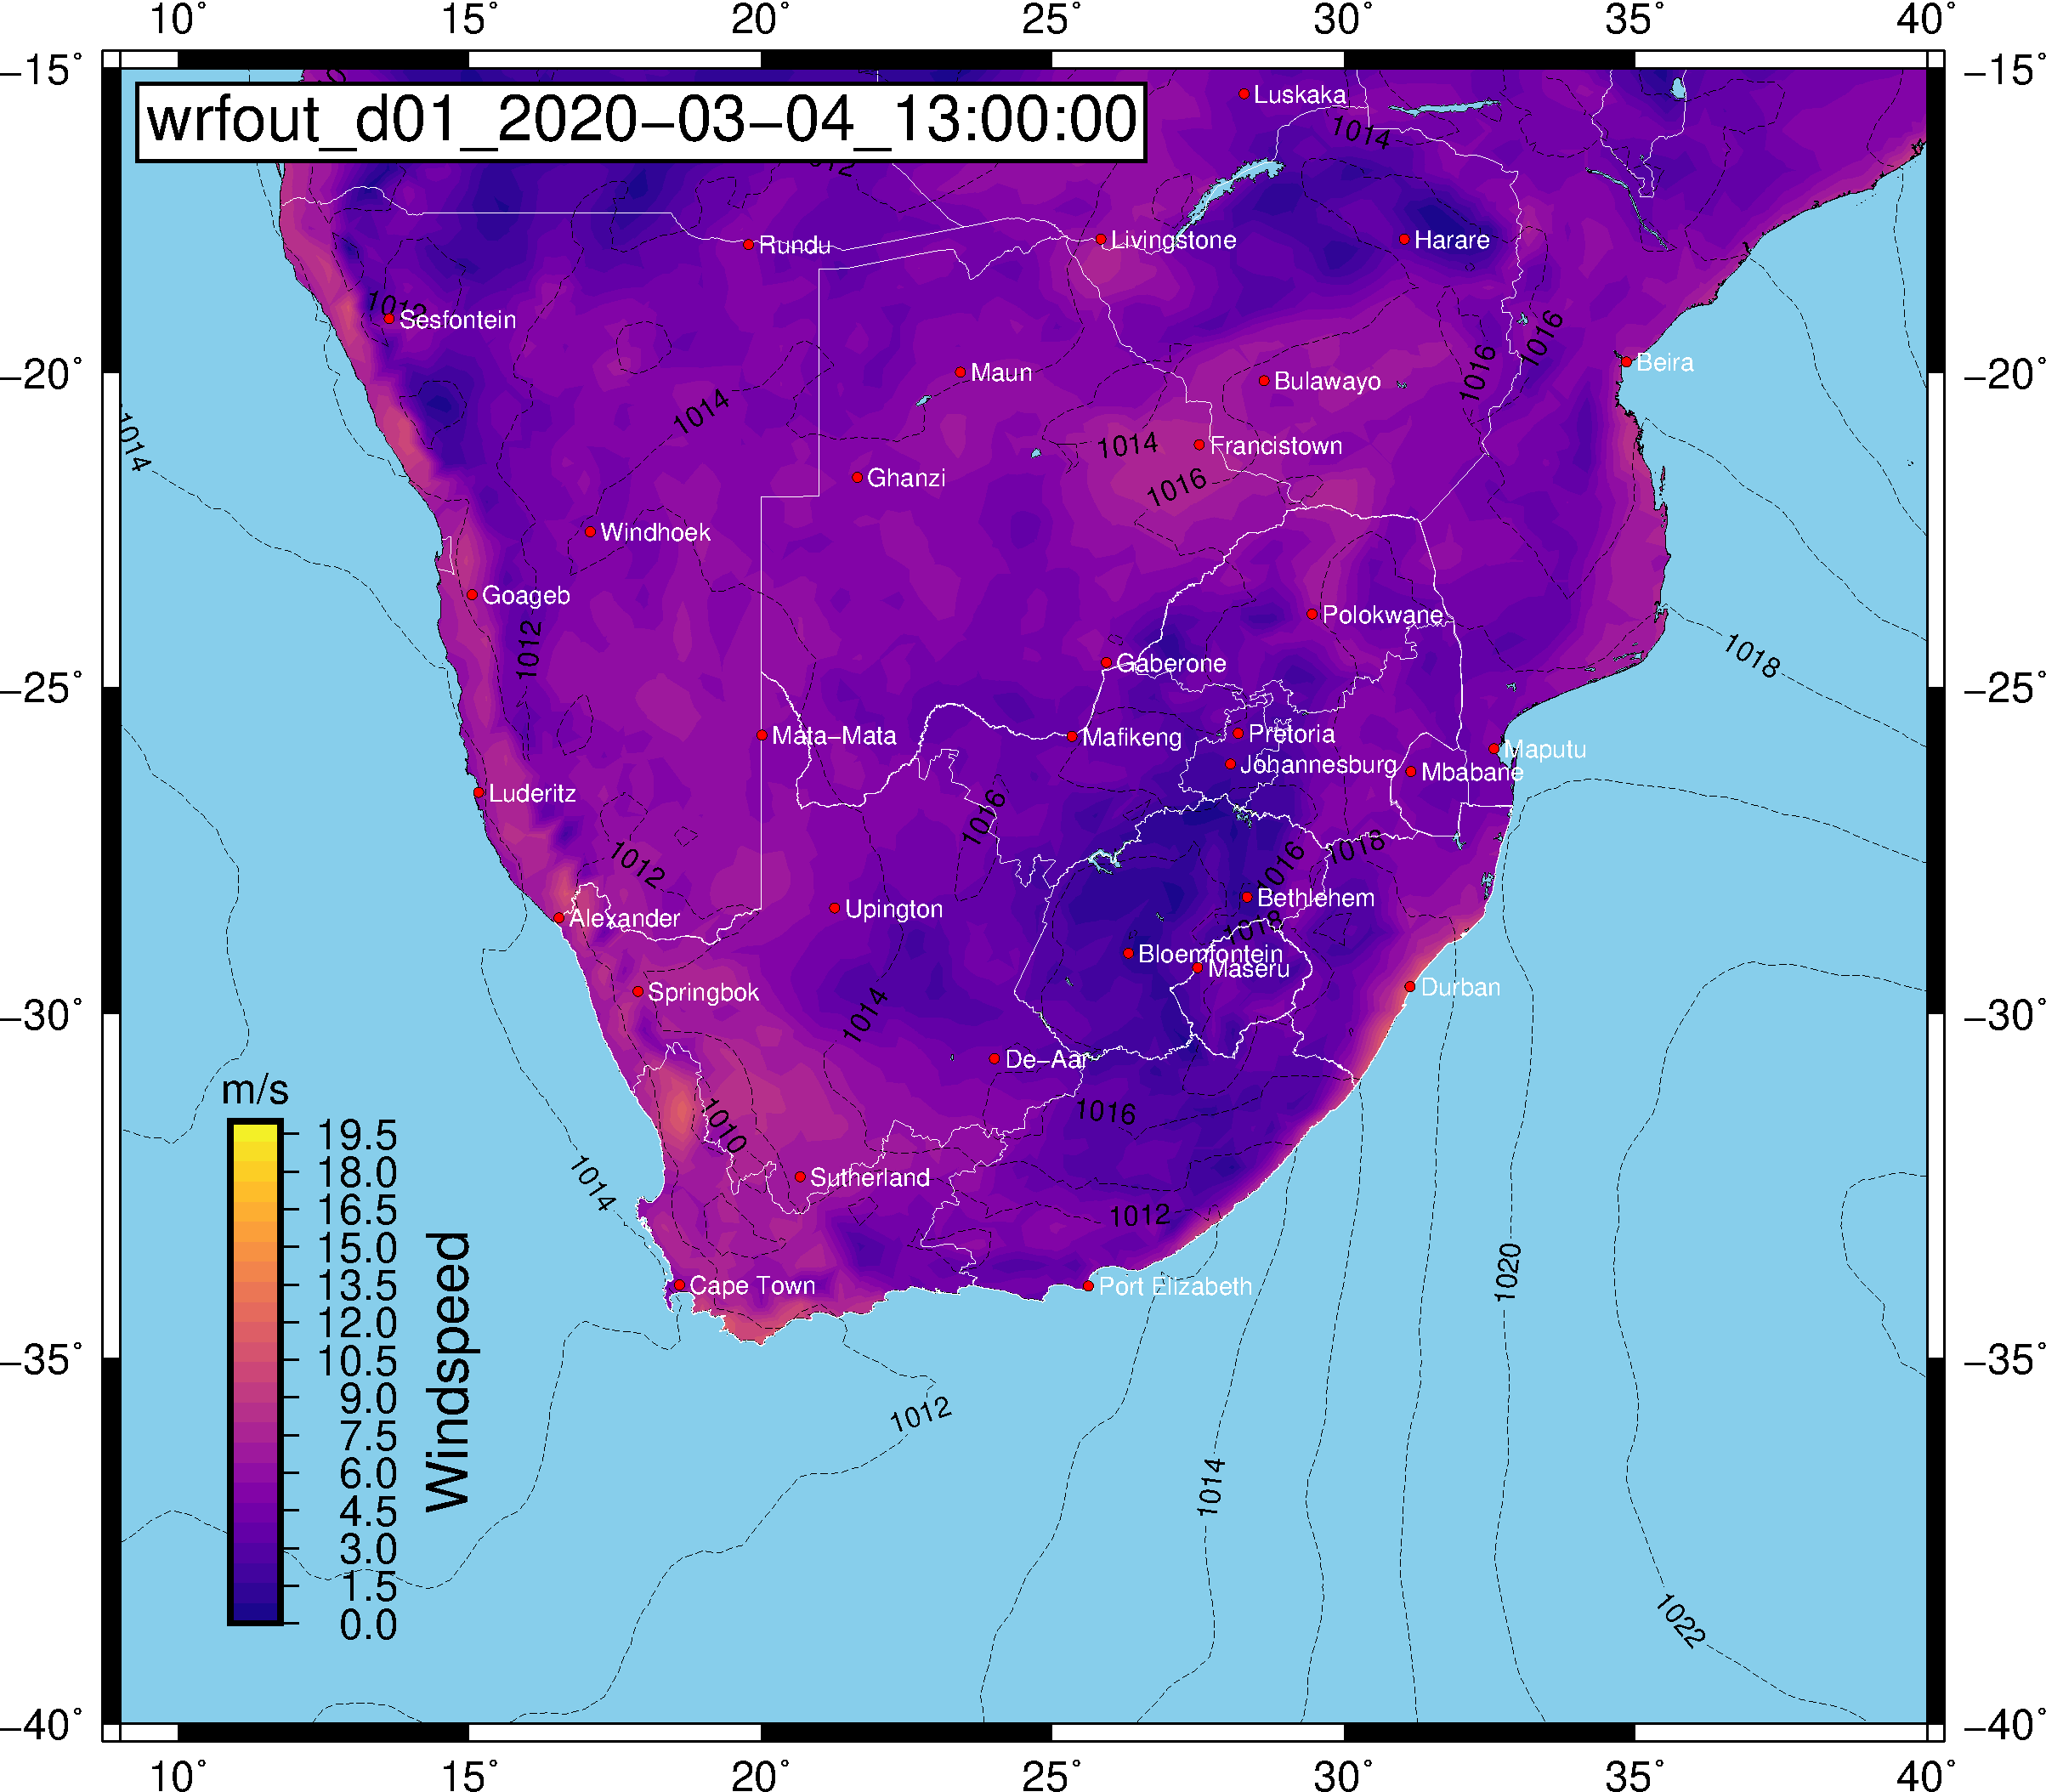 10° 15° 20° 25° 30° 35° 40°
−15° −15°
wrfout_d01_2020−03−04_13:00:00
Luskaka
1014
Rundu
Livingstone
Harare
1012
Sesfontein
1016
1016
Beira
−20° −20°
Maun
Bulawayo
1014
1014
1014
Francistown
Ghanzi
1016
Windhoek
Goageb
Polokwane
1012
Gaberone
1018
−25° −25°
Mata−Mata
Mafikeng
Pretoria
Maputu
Johannesburg
Mbabane
Luderitz
1016
1012
1018
1016
Bethlehem
Alexander
Upington
1018
Bloemfontein
Maseru
Springbok
Durban
1014
−30° −30°
De−Aar
m/s
1010
1016
1014
Sutherland
1012
1020
Cape Town
Port Elizabeth
19.5
18.0
16.5
15.0
13.5
12.0
10.5
9.0
7.5
6.0
4.5
3.0
1.5
0.0
Windspeed
−35° −35°
1012
1014
1022
−40° −40°
10° 15° 20° 25° 30° 35° 40°